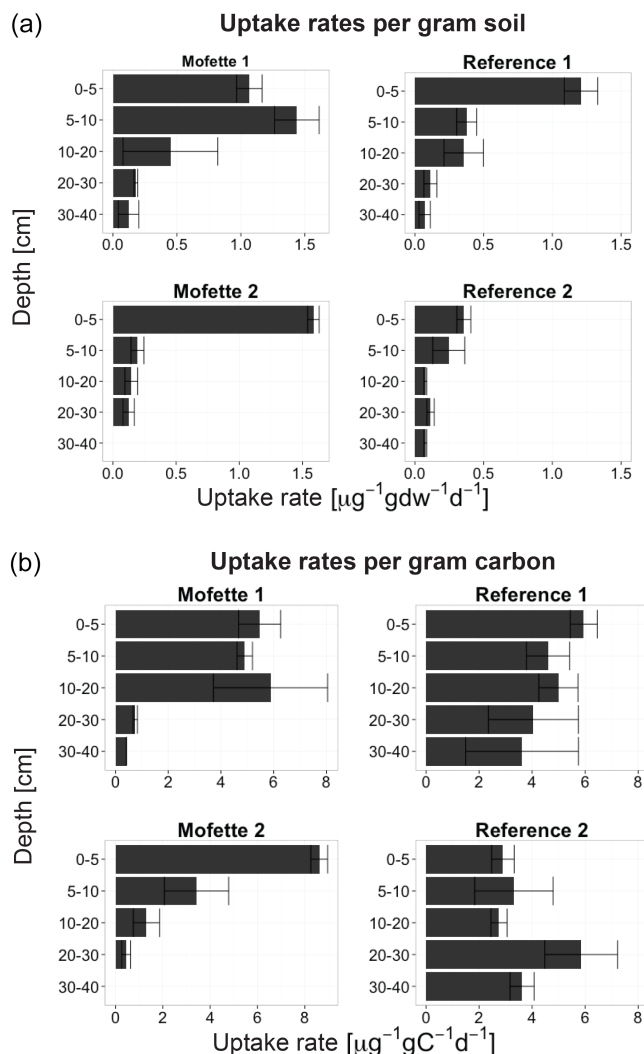 (a) Uptake rates per gram soil
Mofette 1 Reference 1
0-5 0-5
5-10 5-10
10-20 10-20
20-30 20-30
30-40 30-40
0.0 0.5 1.0 1.5 0.0 0.5 1.0 1.5
Depth [cm]
Mofette 2 Reference 2
0-5 0-5
5-10 5-10
10-20 10-20
20-30 20-30
30-40 30-40
0.0 0.5 1.0 1.5 0.0 0.5 1.0 1.5
Uptake rate [µg⁻¹gdw⁻¹d⁻¹]
(b) Uptake rates per gram carbon
Mofette 1 Reference 1
0-5 0-5
5-10 5-10
10-20 10-20
20-30 20-30
30-40 30-40
0 2 4 6 8 0 2 4 6 8
Depth [cm]
Mofette 2 Reference 2
0-5 0-5
5-10 5-10
10-20 10-20
20-30 20-30
30-40 30-40
0 2 4 6 8 0 2 4 6 8
Uptake rate [µg⁻¹gC⁻¹d⁻¹]